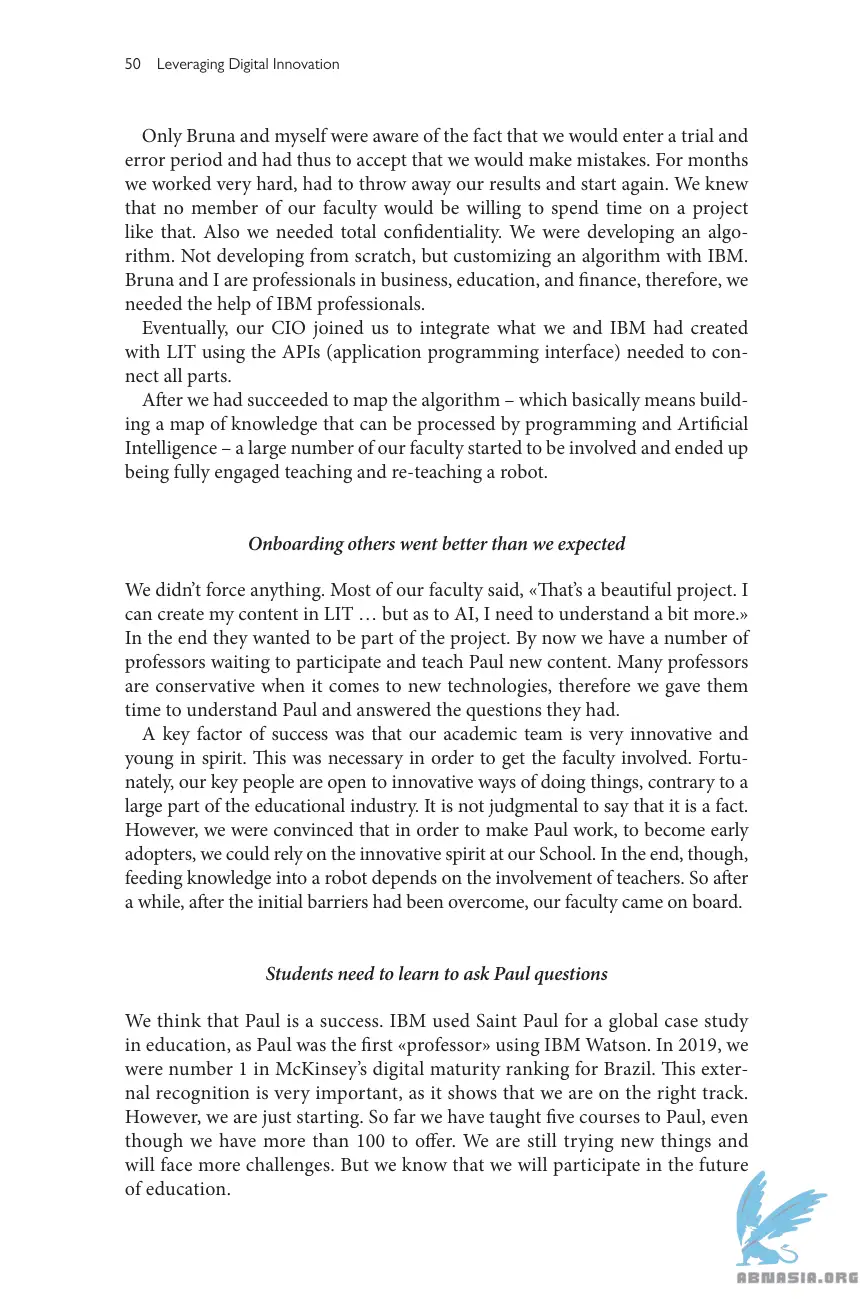 50 Leveraging Digital Innovation
Only Bruna and myself were aware of the fact that we would enter a trial and
error period and had thus to accept that we would make mistakes. For months
we worked very hard, had to throw away our results and start again. We knew
that no member of our faculty would be willing to spend time on a project
like that. Also we needed total confidentiality. We were developing an algo-
rithm. Not developing from scratch, but customizing an algorithm with IBM.
Bruna and I are professionals in business, education, and finance, therefore, we
needed the help of IBM professionals.
Eventually, our CIO joined us to integrate what we and IBM had created
with LIT using the APIs (application programming interface) needed to con-
nect all parts.
After we had succeeded to map the algorithm – which basically means build-
ing a map of knowledge that can be processed by programming and Artificial
Intelligence – a large number of our faculty started to be involved and ended up
being fully engaged teaching and re-teaching a robot.
Onboarding others went better than we expected
We didn’t force anything. Most of our faculty said, «That’s a beautiful project. I
can create my content in LIT … but as to AI, I need to understand a bit more.»
In the end they wanted to be part of the project. By now we have a number of
professors waiting to participate and teach Paul new content. Many professors
are conservative when it comes to new technologies, therefore we gave them
time to understand Paul and answered the questions they had.
A key factor of success was that our academic team is very innovative and
young in spirit. This was necessary in order to get the faculty involved. Fortu-
nately, our key people are open to innovative ways of doing things, contrary to a
large part of the educational industry. It is not judgmental to say that it is a fact.
However, we were convinced that in order to make Paul work, to become early
adopters, we could rely on the innovative spirit at our School. In the end, though,
feeding knowledge into a robot depends on the involvement of teachers. So after
a while, after the initial barriers had been overcome, our faculty came on board.
Students need to learn to ask Paul questions
We think that Paul is a success. IBM used Saint Paul for a global case study
in education, as Paul was the first «professor» using IBM Watson. In 2019, we
were number 1 in McKinsey’s digital maturity ranking for Brazil. This exter-
nal recognition is very important, as it shows that we are on the right track.
However, we are just starting. So far we have taught five courses to Paul, even
though we have more than 100 to offer. We are still trying new things and
will face more challenges. But we know that we will participate in the future
of education.
ABNASIA.ORG